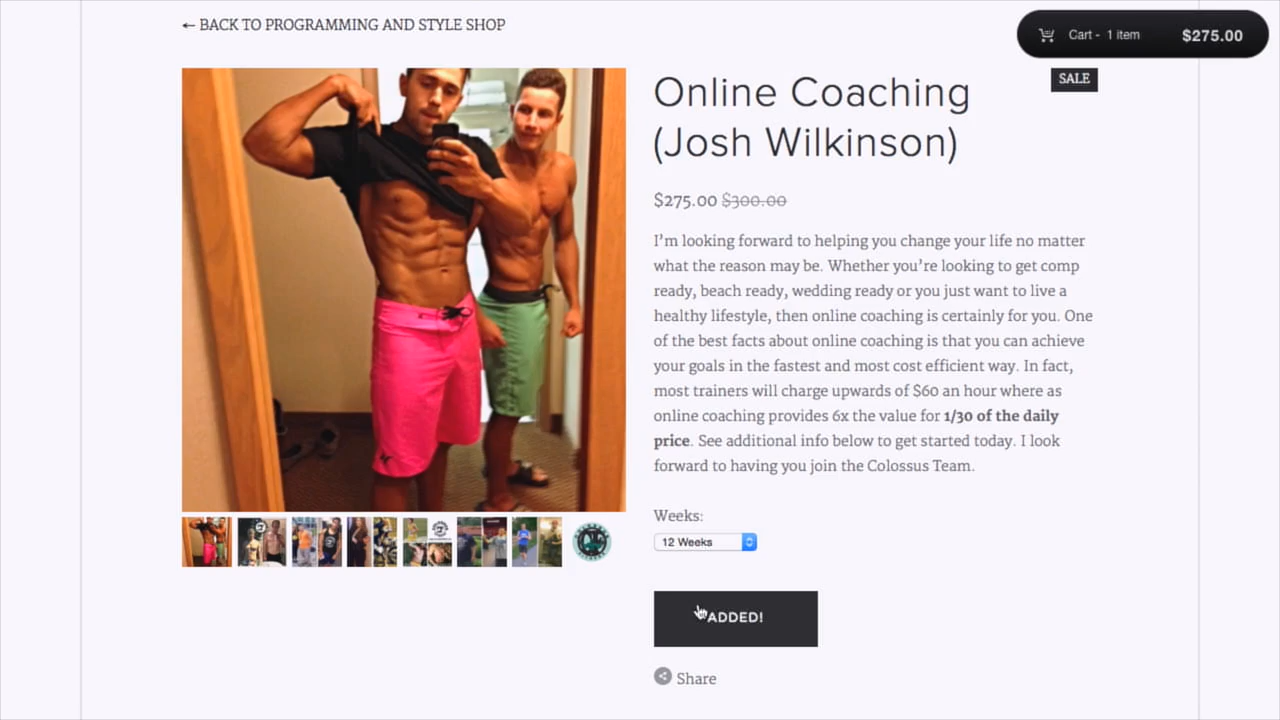 ← BACK TO PROGRAMMING AND STYLE SHOP
Cart - 1 item $275.00
SALE
Online Coaching
(Josh Wilkinson)
$275.00 $300.00
I’m looking forward to helping you change your life no matter
what the reason may be. Whether you’re looking to get comp
ready, beach ready, wedding ready or you just want to live a
healthy lifestyle, then online coaching is certainly for you. One
of the best facts about online coaching is that you can achieve
your goals in the fastest and most cost efficient way. In fact,
most trainers will charge upwards of $60 an hour where as
online coaching provides 6x the value for 1/30 of the daily
price. See additional info below to get started today. I look
forward to having you join the Colossus Team.
Weeks:
12 Weeks
ADDED!
Share